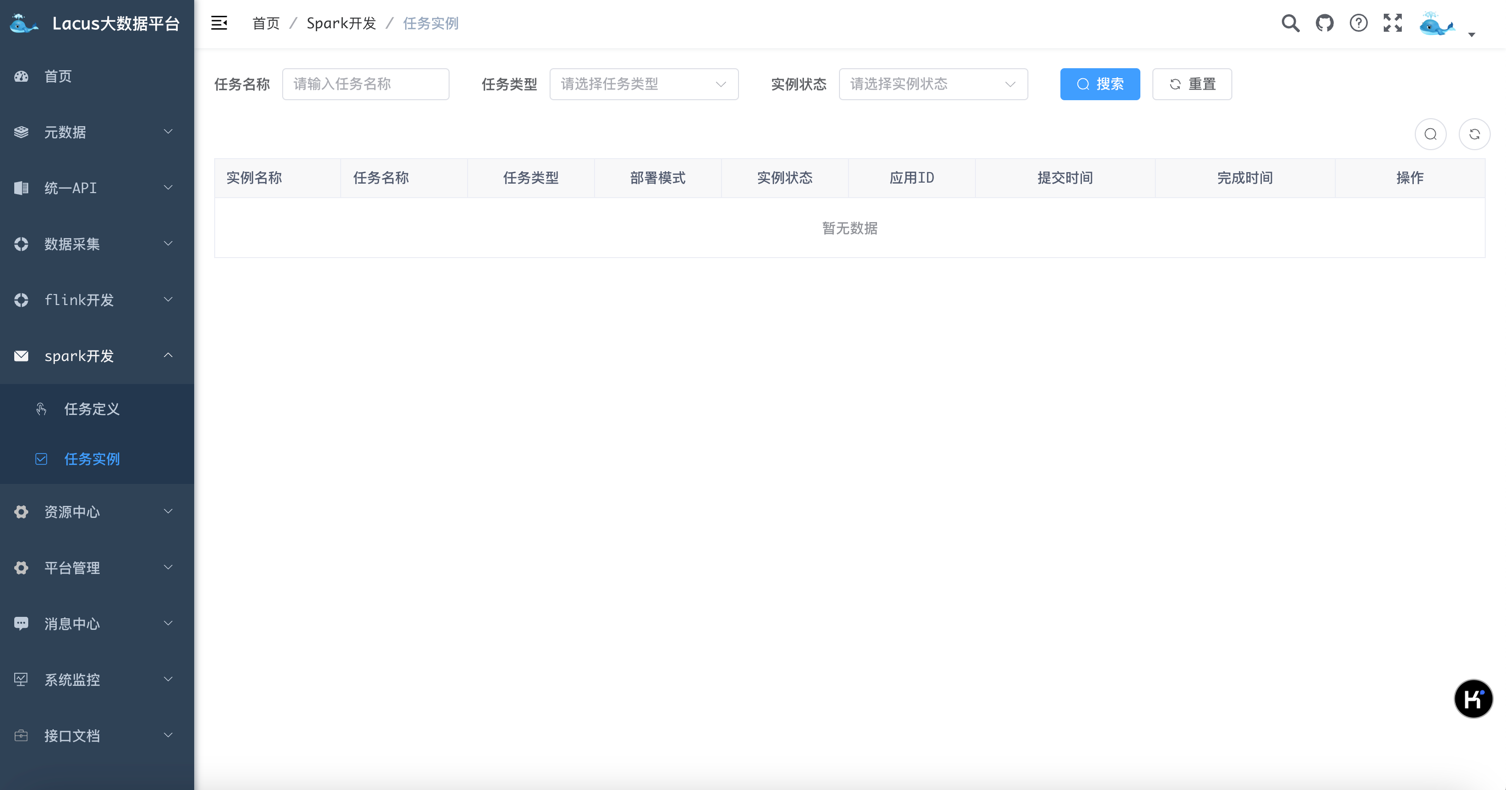 Lacus大数据平台
首页 / Spark开发 / 任务实例
首页
元数据
统一API
数据采集
flink开发
spark开发
任务定义
任务实例
资源中心
平台管理
消息中心
系统监控
接口文档
任务名称 请输入任务名称 任务类型 请选择任务类型 实例状态 请选择实例状态 搜索 重置
实例名称 任务名称 任务类型 部署模式 实例状态 应用ID 提交时间 完成时间 操作
暂无数据
K